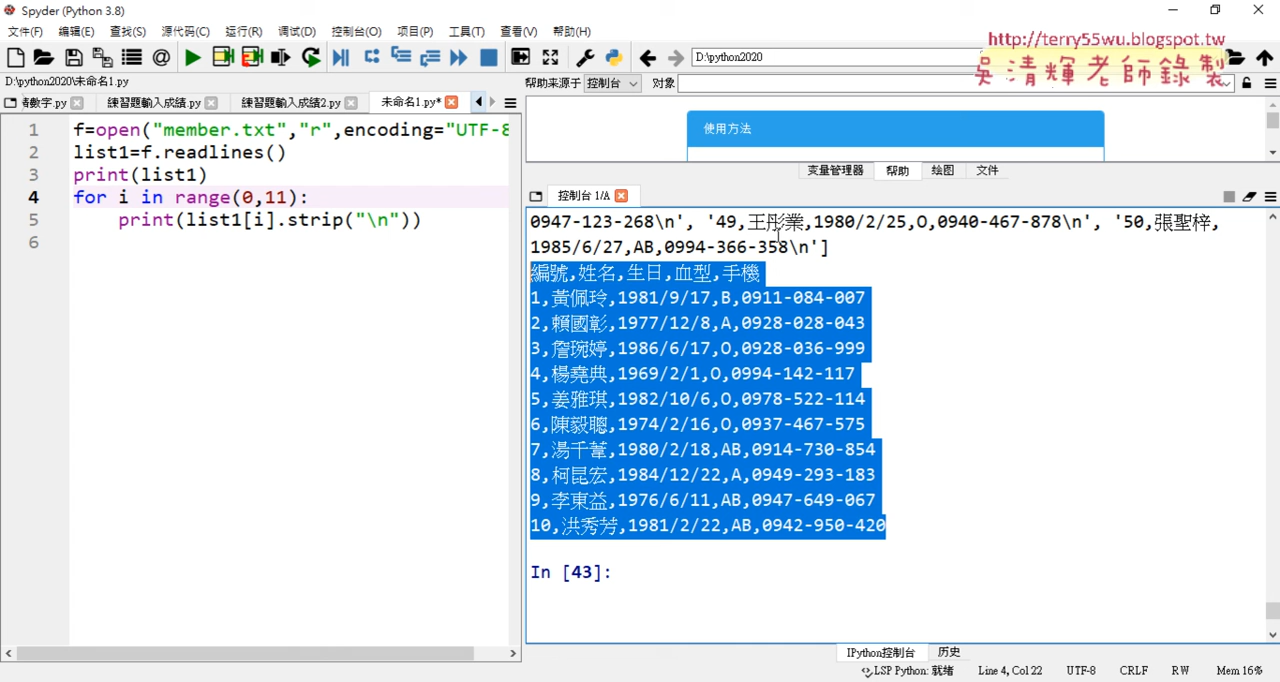 Spyder (Python 3.8)
文件(F) 编辑(E) 查找(S) 源代码(C) 运行(R) 调试(D) 控制台(O) 项目(P) 工具(T) 查看(V) 帮助(H)
http://terry55wu.blogspot.tw
吳清輝老師錄製
D:\python2020
D:\python2020\未命名1.py
帮助来源于 控制台 对象
數字.py 練習題輸入成績.py 練習題輸入成績2.py 未命名1.py*
使用方法
变量管理器 帮助 绘图 文件
控制台 1/A
1 f=open("member.txt","r",encoding="UTF-8
2 list1=f.readlines()
3 print(list1)
4 for i in range(0,11):
5 print(list1[i].strip("\n"))
6
0947-123-268\n', '49,王彤業,1980/2/25,O,0940-467-878\n', '50,張聖梓,
1985/6/27,AB,0994-366-358\n']
編號,姓名,生日,血型,手機
1,黃佩玲,1981/9/17,B,0911-084-007
2,賴國彰,1977/12/8,A,0928-028-043
3,詹琬婷,1986/6/17,O,0928-036-999
4,楊堯典,1969/2/1,O,0994-142-117
5,姜雅琪,1982/10/6,O,0978-522-114
6,陳毅聰,1974/2/16,O,0937-467-575
7,湯千葦,1980/2/18,AB,0914-730-854
8,柯昆宏,1984/12/22,A,0949-293-183
9,李東益,1976/6/11,AB,0947-649-067
10,洪秀芳,1981/2/22,AB,0942-950-420
In [43]:
IPython控制台 历史
LSP Python: 就绪 Line 4, Col 22 UTF-8 CRLF RW Mem 16%